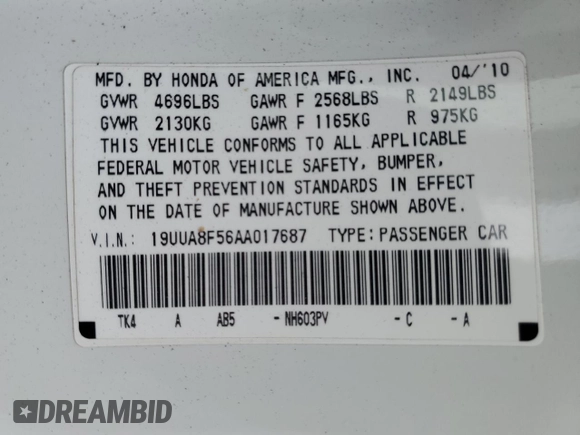 MFD. BY HONDA OF AMERICA MFG., INC. 04/'10
GVWR 4696LBS GAWR F 2568LBS R 2149LBS
GVWR 2130KG GAWR F 1165KG R 975KG
THIS VEHICLE CONFORMS TO ALL APPLICABLE
FEDERAL MOTOR VEHICLE SAFETY, BUMPER,
AND THEFT PREVENTION STANDARDS IN EFFECT
ON THE DATE OF MANUFACTURE SHOWN ABOVE.
V.I.N.: 19UUA8F56AA017687 TYPE: PASSENGER CAR
TK4 A AB5 -NH603PV -C -A
DREAMBID